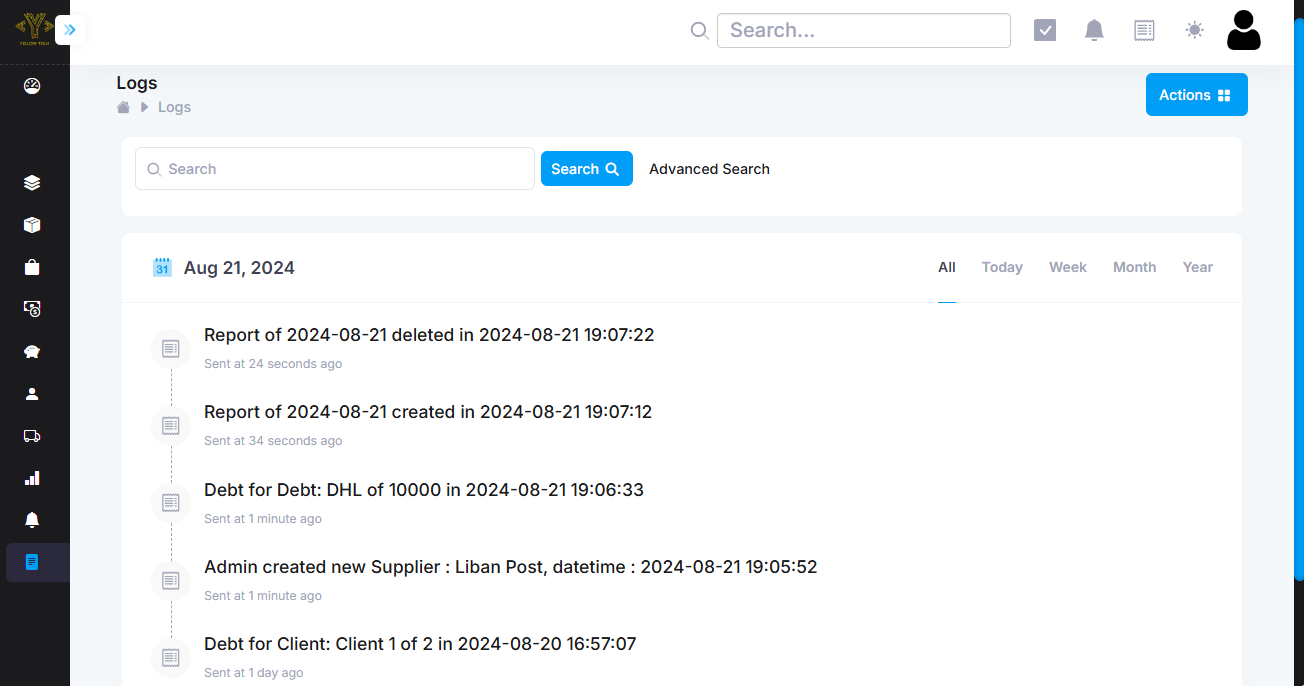 YELLOW TECH
Search...
Logs
Logs
Actions
Search
Search
Advanced Search
31
Aug 21, 2024
All
Today
Week
Month
Year
Report of 2024-08-21 deleted in 2024-08-21 19:07:22
Sent at 24 seconds ago
Report of 2024-08-21 created in 2024-08-21 19:07:12
Sent at 34 seconds ago
Debt for Debt: DHL of 10000 in 2024-08-21 19:06:33
Sent at 1 minute ago
Admin created new Supplier : Liban Post, datetime : 2024-08-21 19:05:52
Sent at 1 minute ago
Debt for Client: Client 1 of 2 in 2024-08-20 16:57:07
Sent at 1 day ago